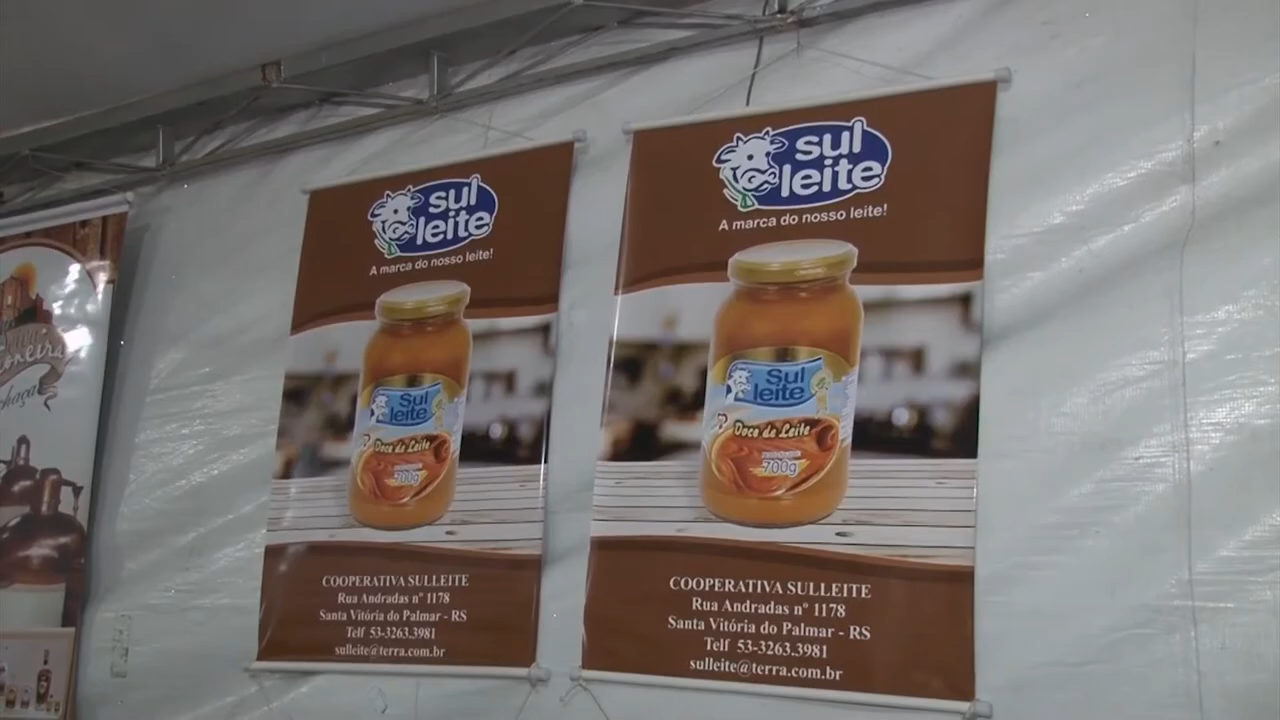 sul
leite
A marca do nosso leite!
Sul
leite
Doce de Leite
700g
COOPERATIVA SULLEITE
Rua Andradas nº 1178
Santa Vitória do Palmar - RS
Telf 53-3263.3981
sulleite@terra.com.br
sul
leite
A marca do nosso leite!
Sul
leite
Doce de Leite
700g
COOPERATIVA SULLEITE
Rua Andradas nº 1178
Santa Vitória do Palmar - RS
Telf 53-3263.3981
sulleite@terra.com.br